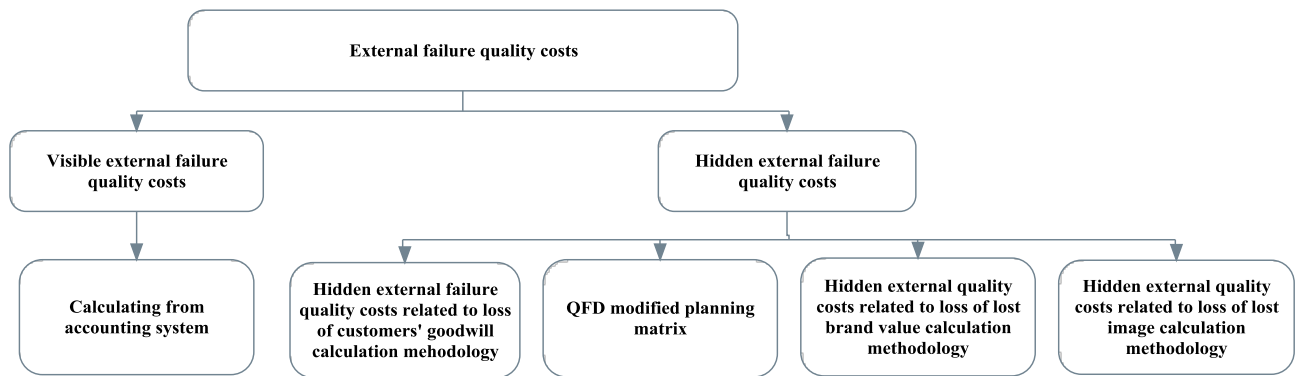 External failure quality costs
Visible external failure
quality costs
Hidden external failure
quality costs
Calculating from
accounting system
Hidden external failure
quality costs related to loss
of customers' goodwill
calculation mehodology
QFD modified planning
matrix
Hidden external quality
costs related to loss of lost
brand value calculation
methodology
Hidden external quality
costs related to loss of lost
image calculation
methodology